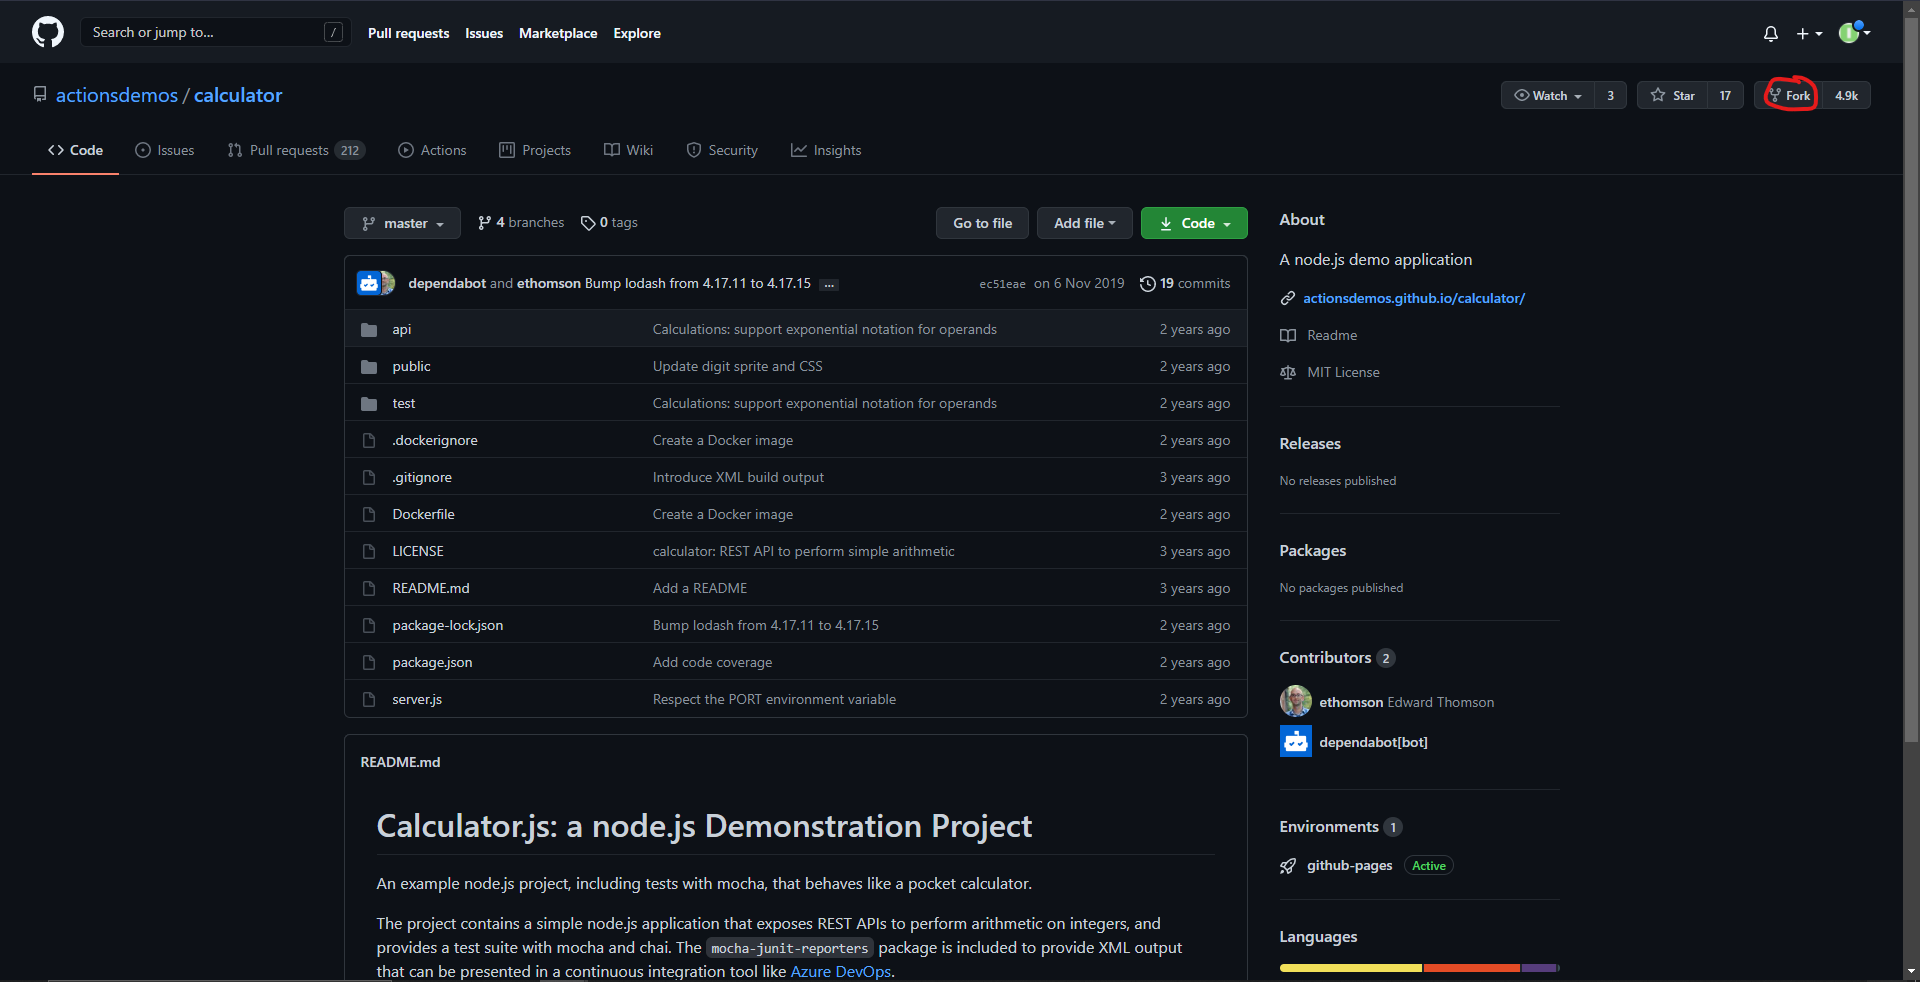 Search or jump to... /
Pull requests Issues Marketplace Explore
actionsdemos / calculator
Watch 3 Star 17 Fork 4.9k
Code Issues Pull requests 212 Actions Projects Wiki Security Insights
master 4 branches 0 tags Go to file Add file Code
dependabot and ethomson Bump lodash from 4.17.11 to 4.17.15 ... ec51eae on 6 Nov 2019 19 commits
api Calculations: support exponential notation for operands 2 years ago
public Update digit sprite and CSS 2 years ago
test Calculations: support exponential notation for operands 2 years ago
.dockerignore Create a Docker image 2 years ago
.gitignore Introduce XML build output 3 years ago
Dockerfile Create a Docker image 2 years ago
LICENSE calculator: REST API to perform simple arithmetic 3 years ago
README.md Add a README 3 years ago
package-lock.json Bump lodash from 4.17.11 to 4.17.15 2 years ago
package.json Add code coverage 2 years ago
server.js Respect the PORT environment variable 2 years ago
README.md
Calculator.js: a node.js Demonstration Project
An example node.js project, including tests with mocha, that behaves like a pocket calculator.
The project contains a simple node.js application that exposes REST APIs to perform arithmetic on integers, and
provides a test suite with mocha and chai. The mocha-junit-reporters package is included to provide XML output
that can be presented in a continuous integration tool like Azure DevOps.
About
A node.js demo application
actionsdemos.github.io/calculator/
Readme
MIT License
Releases
No releases published
Packages
No packages published
Contributors 2
ethomson Edward Thomson
dependabot[bot]
Environments 1
github-pages Active
Languages